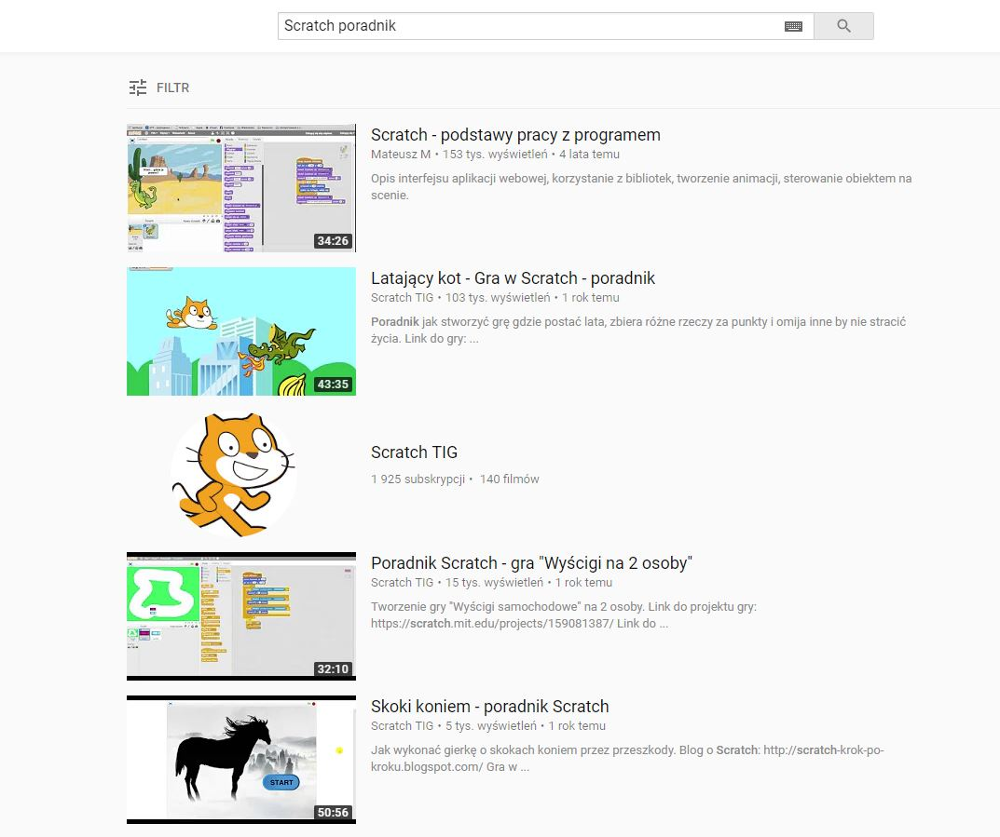 Scratch poradnik
FILTR
Scratch - podstawy pracy z programem
Mateusz M • 153 tys. wyświetleń • 4 lata temu
Opis interfejsu aplikacji webowej, korzystanie z bibliotek, tworzenie animacji, sterowanie obiektem na
scenie.
34:26
Latający kot - Gra w Scratch - poradnik
Scratch TIG • 103 tys. wyświetleń • 1 rok temu
Poradnik jak stworzyć grę gdzie postać lata, zbiera różne rzeczy za punkty i omija inne by nie stracić
życia. Link do gry: ...
43:35
Scratch TIG
1 925 subskrypcji • 140 filmów
Poradnik Scratch - gra "Wyścigi na 2 osoby"
Scratch TIG • 15 tys. wyświetleń • 1 rok temu
Tworzenie gry "Wyścigi samochodowe" na 2 osoby. Link do projektu gry:
https://scratch.mit.edu/projects/159081387/ Link do ...
32:10
Skoki koniem - poradnik Scratch
Scratch TIG • 5 tys. wyświetleń • 1 rok temu
Jak wykonać gierkę o skokach koniem przez przeszkody. Blog o Scratch: http://scratch-krok-po-
kroku.blogspot.com/ Gra w ...
START
50:56